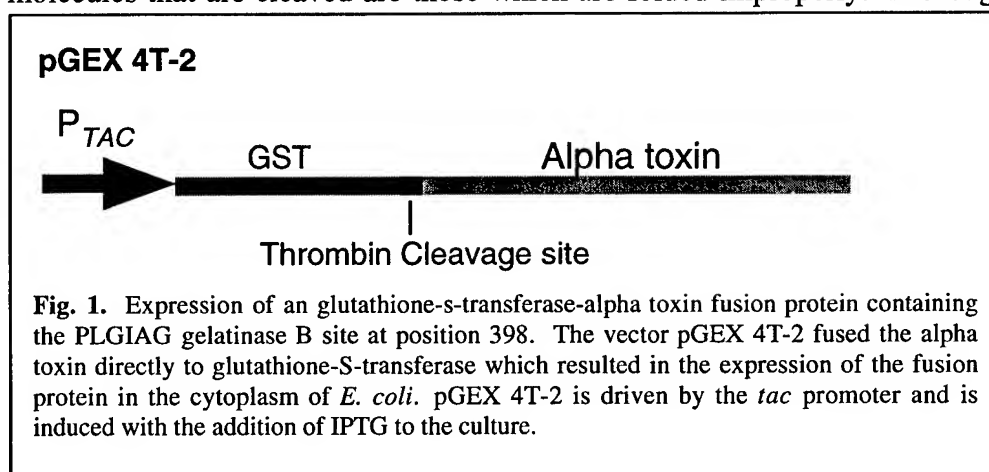 pGEX 4T-2
P TAC
GST
Alpha toxin
Thrombin Cleavage site
Fig. 1. Expression of an glutathione-s-transferase-alpha toxin fusion protein containing
the PLGIAG gelatinase B site at position 398. The vector pGEX 4T-2 fused the alpha
toxin directly to glutathione-S-transferase which resulted in the expression of the fusion
protein in the cytoplasm of E. coli. pGEX 4T-2 is driven by the tac promoter and is
induced with the addition of IPTG to the culture.